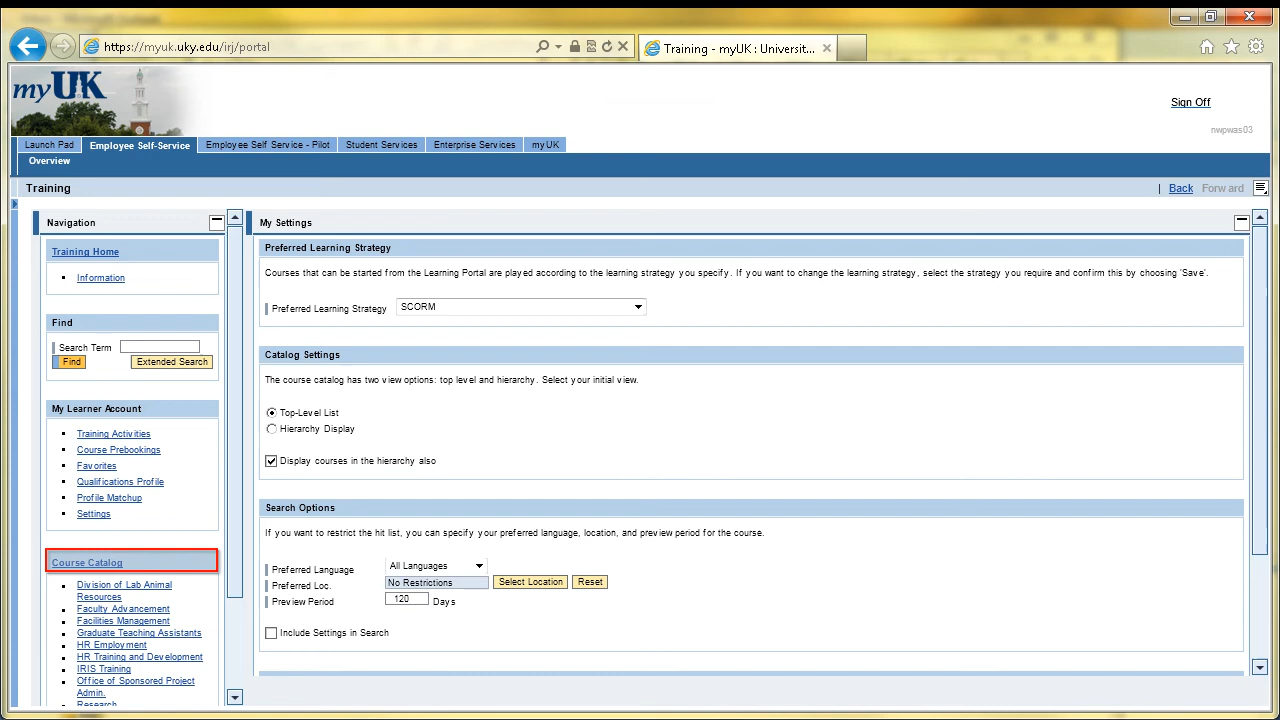 https://myuk.uky.edu/irj/portal
Training - myUK : Universit...
myUK
Sign Off
nwpwas03
Launch Pad
Employee Self-Service
Employee Self Service - Pilot
Student Services
Enterprise Services
myUK
Overview
Training
Back
Forward
Navigation
Training Home
Information
Find
Search Term
Find
Extended Search
My Learner Account
Training Activities
Course Prebookings
Favorites
Qualifications Profile
Profile Matchup
Settings
Course Catalog
Division of Lab Animal
Resources
Faculty Advancement
Facilities Management
Graduate Teaching Assistants
HR Employment
HR Training and Development
IRIS Training
Office of Sponsored Project
Admin.
Research
My Settings
Preferred Learning Strategy
Courses that can be started from the Learning Portal are played according to the learning strategy you specify. If you want to change the learning strategy, select the strategy you require and confirm this by choosing 'Save'.
Preferred Learning Strategy SCORM
Catalog Settings
The course catalog has two view options: top level and hierarchy. Select your initial view.
Top-Level List
Hierarchy Display
Display courses in the hierarchy also
Search Options
If you want to restrict the hit list, you can specify your preferred language, location, and preview period for the course.
Preferred Language All Languages
Preferred Loc. No Restrictions Select Location Reset
Preview Period 120 Days
Include Settings in Search